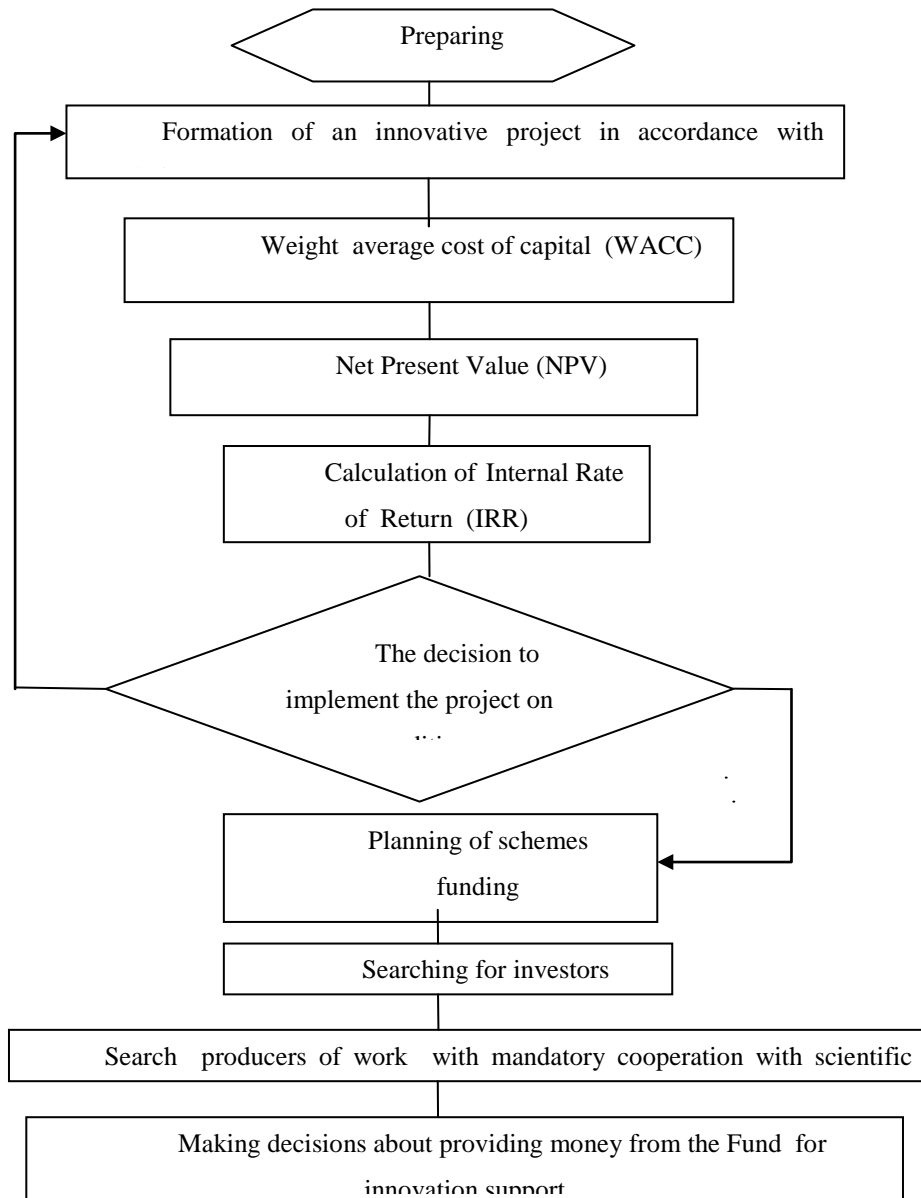 Preparing
Formation of an innovative project in accordance with
Weight average cost of capital (WACC)
Net Present Value (NPV)
Calculation of Internal Rate
of Return (IRR)
The decision to
implement the project on
Planning of schemes
funding
Searching for investors
Search producers of work with mandatory cooperation with scientific
Making decisions about providing money from the Fund for
innovation support